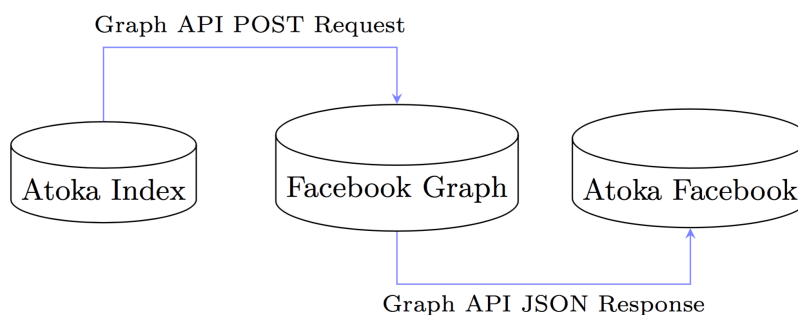 Graph API POST Request
Atoka Index
Facebook Graph
Atoka Facebook
Graph API JSON Response